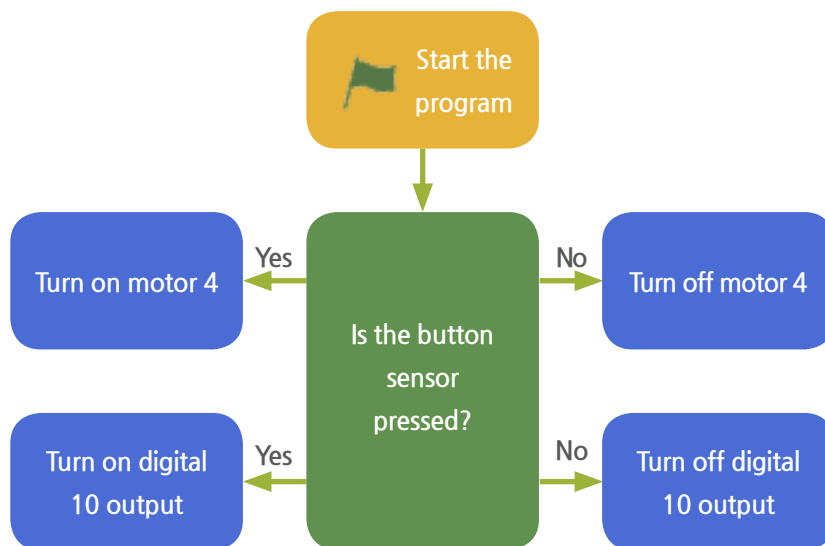 Start the
program
Yes
No
Turn on motor 4
Turn off motor 4
Is the button
sensor
pressed?
Yes
No
Turn on digital
10 output
Turn off digital
10 output